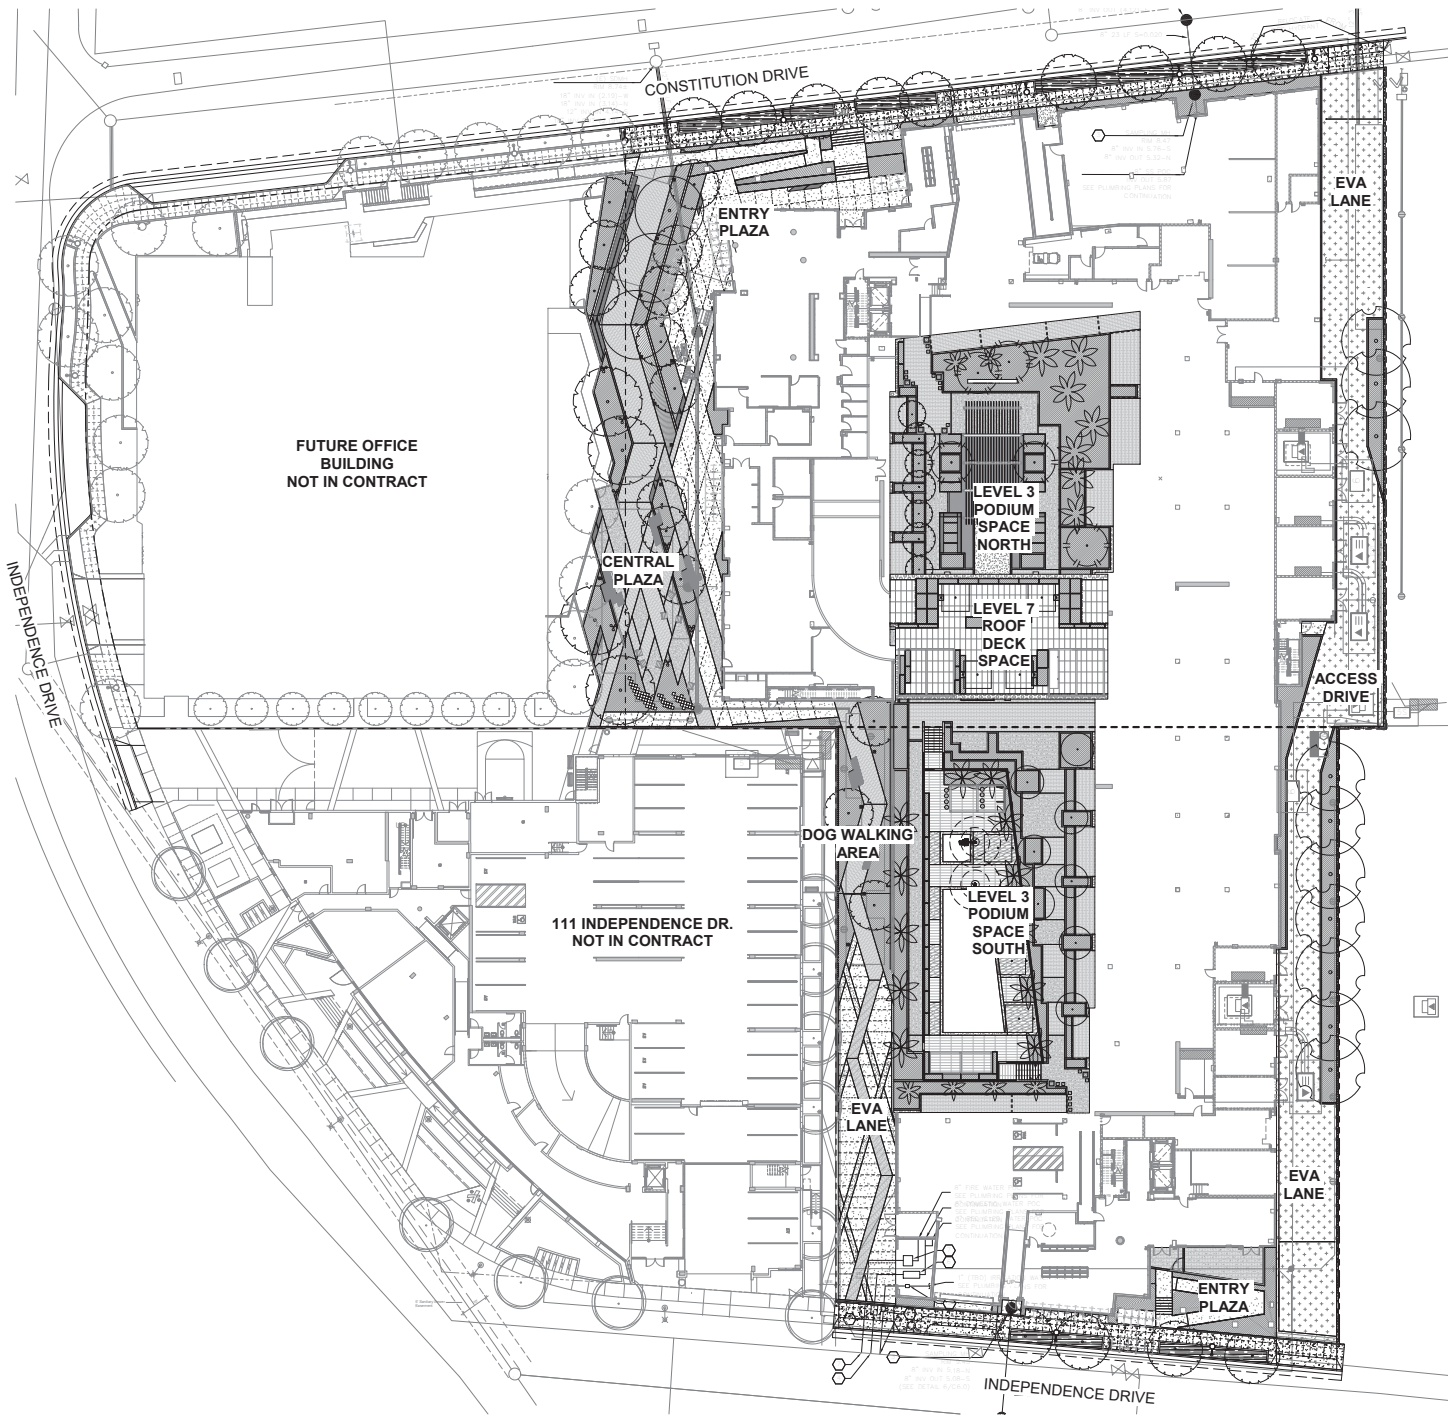 CONSTITUTION DRIVE
EVA
LANE
ENTRY
PLAZA
FUTURE OFFICE
BUILDING
NOT IN CONTRACT
LEVEL 3
PODIUM
SPACE
NORTH
CENTRAL
PLAZA
INDEPENDENCE DRIVE
LEVEL 7
ROOF
DECK
SPACE
ACCESS
DRIVE
DOG WALKING
AREA
LEVEL 3
PODIUM
SPACE
SOUTH
111 INDEPENDENCE DR.
NOT IN CONTRACT
EVA
LANE
EVA
LANE
ENTRY
PLAZA
INDEPENDENCE DRIVE